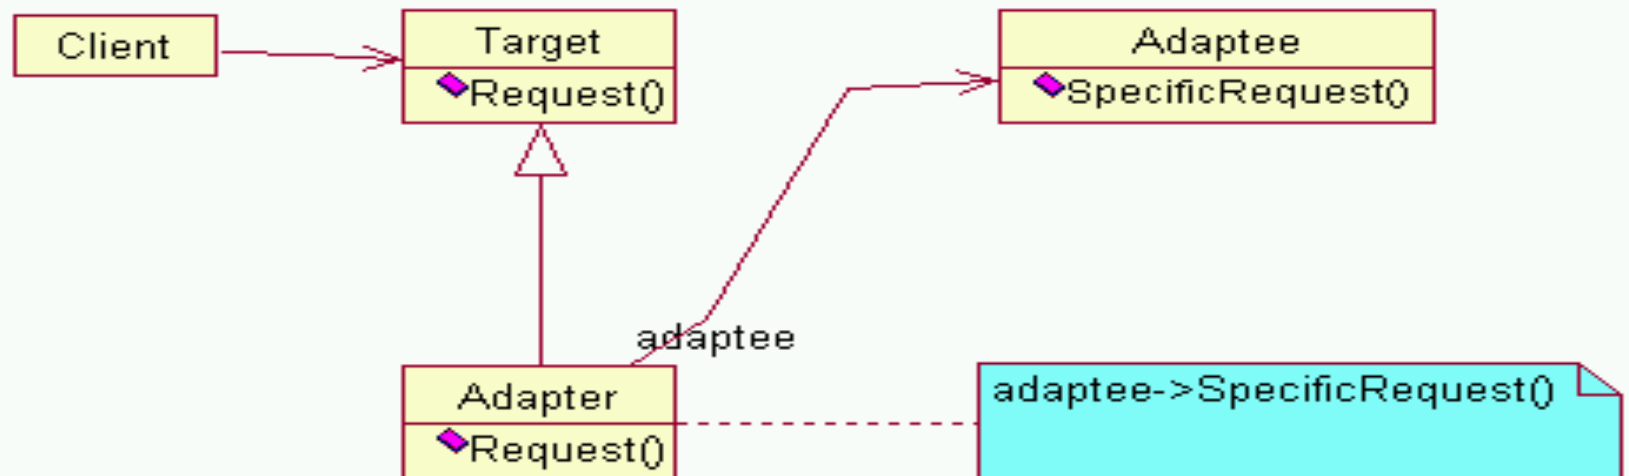 Client
Target
Request()
Adaptee
SpecificRequest()
adaptee
Adapter
Request()
adaptee->SpecificRequest()